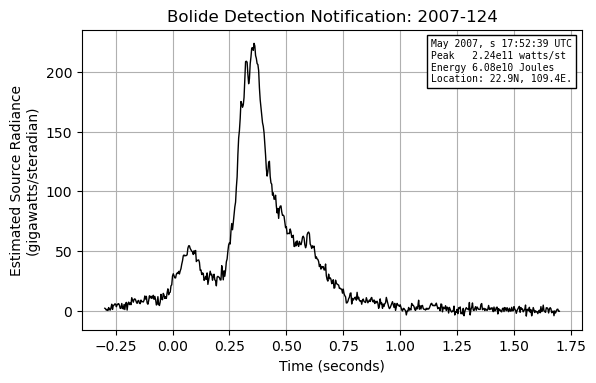 Bolide Detection Notification: 2007-124
May 2007, s 17:52:39 UTC
Peak   2.24e11 watts/st
Energy 6.08e10 Joules
Location: 22.9N, 109.4E.
Estimated Source Radiance
(gigawatts/steradian)
200
150
100
50
0
−0.25 0.00 0.25 0.50 0.75 1.00 1.25 1.50 1.75
Time (seconds)